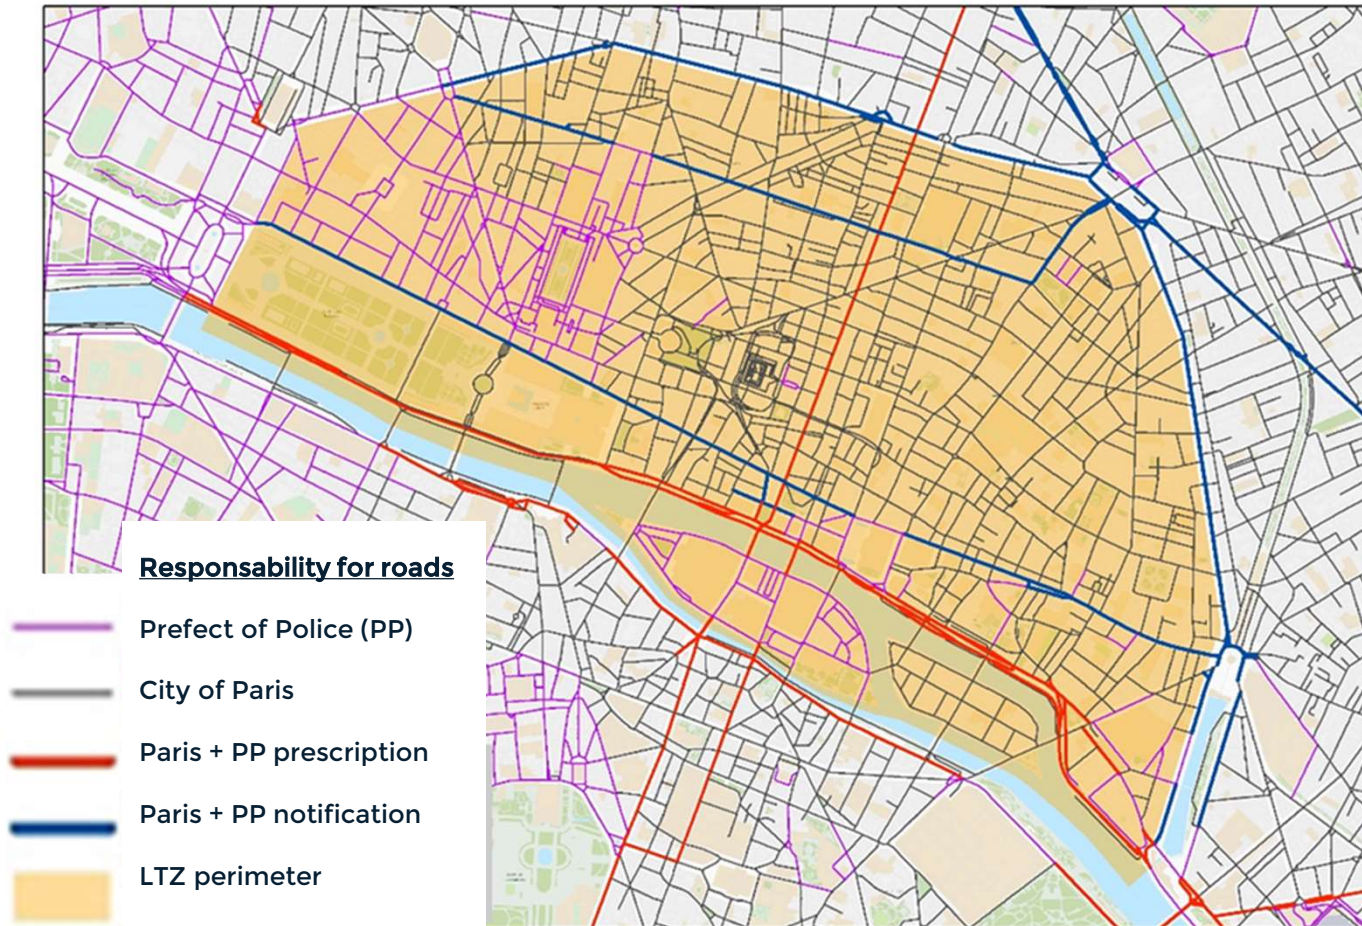 Responsability for roads
Prefect of Police (PP)
City of Paris
Paris + PP prescription
Paris + PP notification
LTZ perimeter